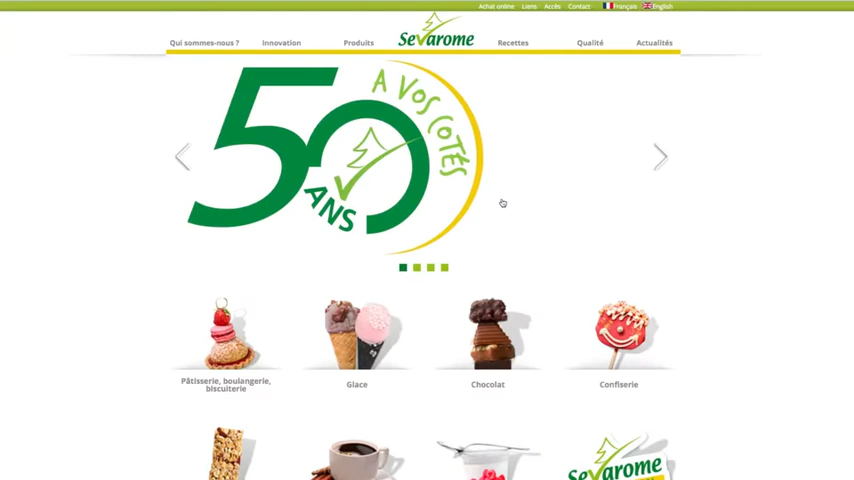 Achat online Liens Accès Contact Français English
Qui sommes-nous ? Innovation Produits Sevarome Recettes Qualité Actualités
50 ANS
A VOS COTÉS
Pâtisserie, boulangerie,
biscuiterie
Glace
Chocolat
Confiserie
Sevarome